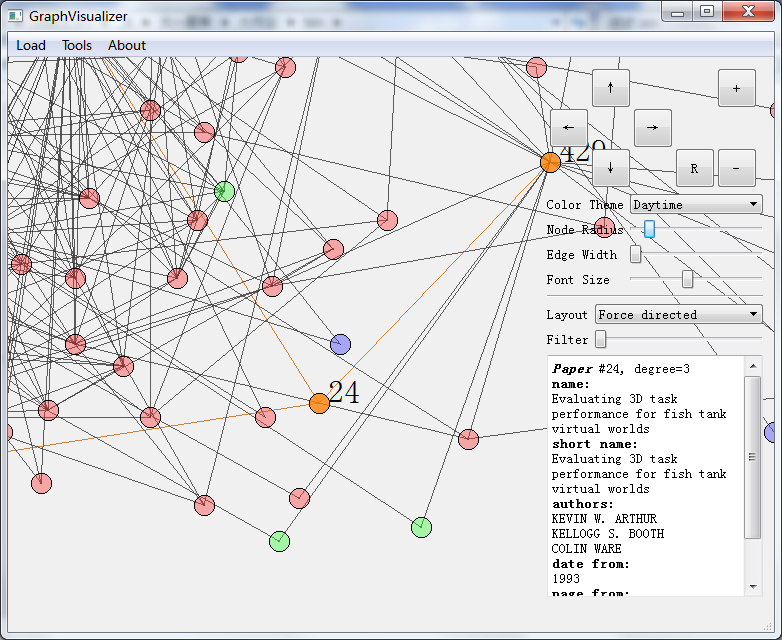 GraphVisualizer
Load Tools About
↑ +
429
← →
↓ R −
Color Theme Daytime
Node Radius
Edge Width
Font Size
Layout Force directed
Filter
24
Paper #24, degree=3
name:
Evaluating 3D task
performance for fish tank
virtual worlds
short name:
Evaluating 3D task
performance for fish tank
virtual worlds
authors:
KEVIN W. ARTHUR
KELLOGG S. BOOTH
COLIN WARE
date from:
1993
page from: